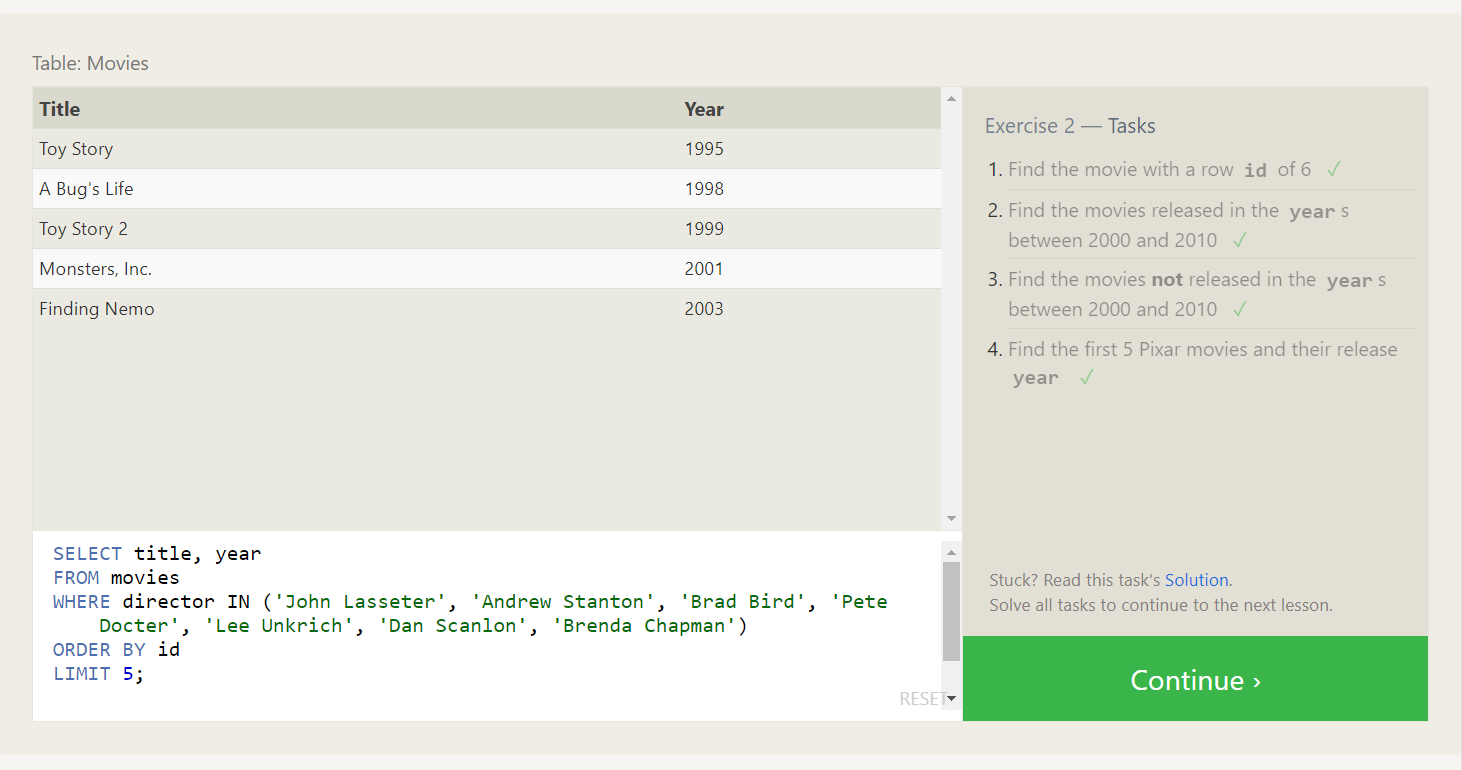 Table: Movies
Title Year
Toy Story 1995
A Bug's Life 1998
Toy Story 2 1999
Monsters, Inc. 2001
Finding Nemo 2003
SELECT title, year
FROM movies
WHERE director IN ('John Lasseter', 'Andrew Stanton', 'Brad Bird', 'Pete
Docter', 'Lee Unkrich', 'Dan Scanlon', 'Brenda Chapman')
ORDER BY id
LIMIT 5;
RESET
Exercise 2 — Tasks
1. Find the movie with a row id of 6 ✓
2. Find the movies released in the year s
between 2000 and 2010 ✓
3. Find the movies not released in the year s
between 2000 and 2010 ✓
4. Find the first 5 Pixar movies and their release
year ✓
Stuck? Read this task's Solution.
Solve all tasks to continue to the next lesson.
Continue ›